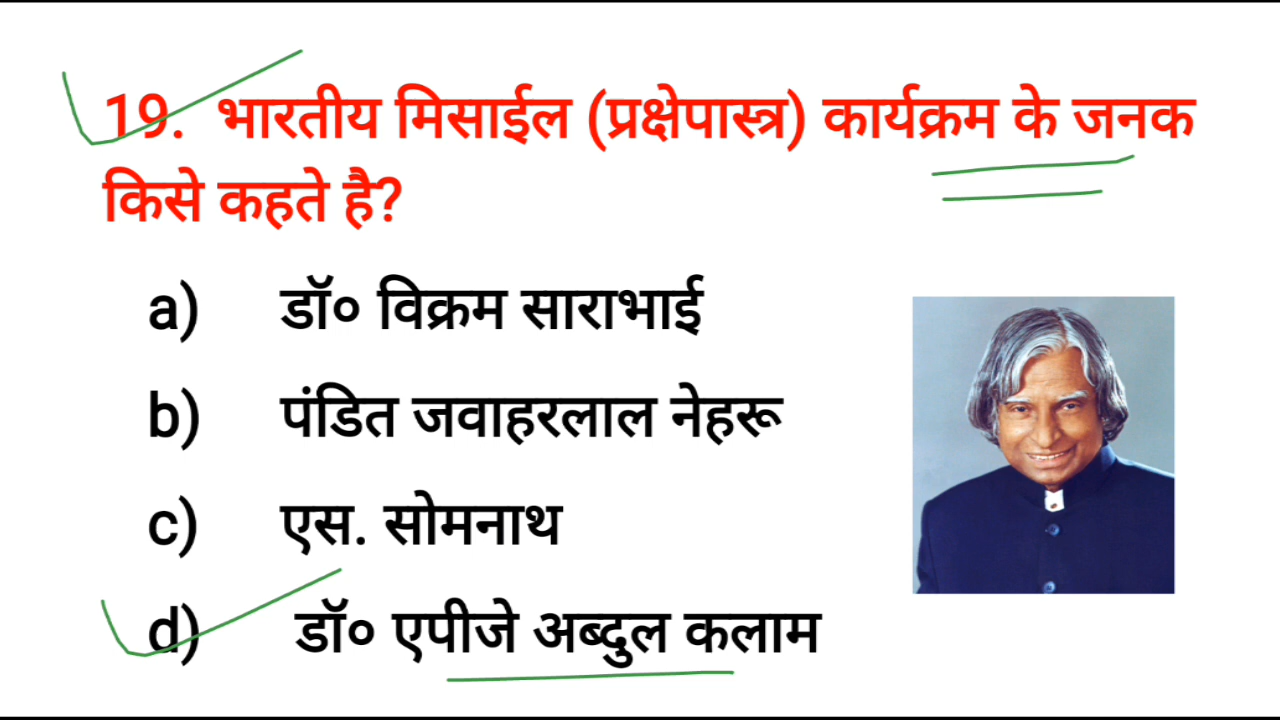 19. भारतीय मिसाईल (प्रक्षेपास्त्र) कार्यक्रम के जनक
किसे कहते है?
a) डॉ० विक्रम साराभाई
b) पंडित जवाहरलाल नेहरू
c) एस. सोमनाथ
d) डॉ० एपीजे अब्दुल कलाम